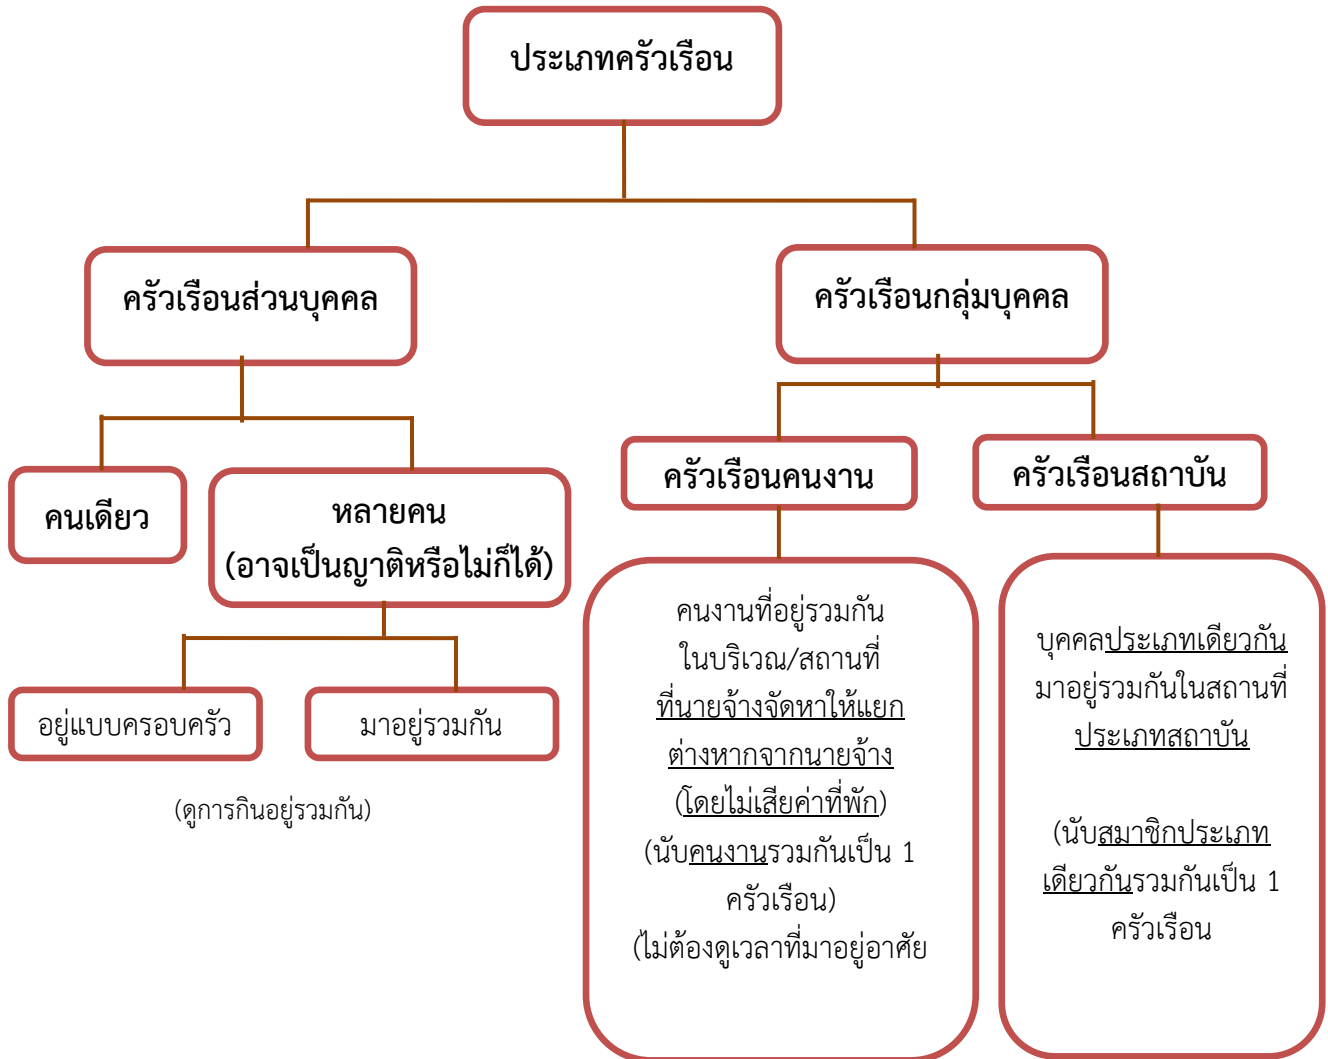 ประเภทครัวเรือน
ครัวเรือนส่วนบุคคล
ครัวเรือนกลุ่มบุคคล
คนเดียว
หลายคน
(อาจเป็นญาติหรือไม่ก็ได้)
อยู่แบบครอบครัว
มาอยู่รวมกัน
(ดูการกินอยู่รวมกัน)
ครัวเรือนคนงาน
คนงานที่อยู่รวมกัน
ในบริเวณ/สถานที่
ที่นายจ้างจัดหาให้แยก
ต่างหากจากนายจ้าง
(โดยไม่เสียค่าที่พัก)
(นับคนงานรวมกันเป็น 1
ครัวเรือน)
(ไม่ต้องดูเวลาที่มาอยู่อาศัย
ครัวเรือนสถาบัน
บุคคลประเภทเดียวกัน
มาอยู่รวมกันในสถานที่
ประเภทสถาบัน
(นับสมาชิกประเภท
เดียวกันรวมกันเป็น 1
ครัวเรือน